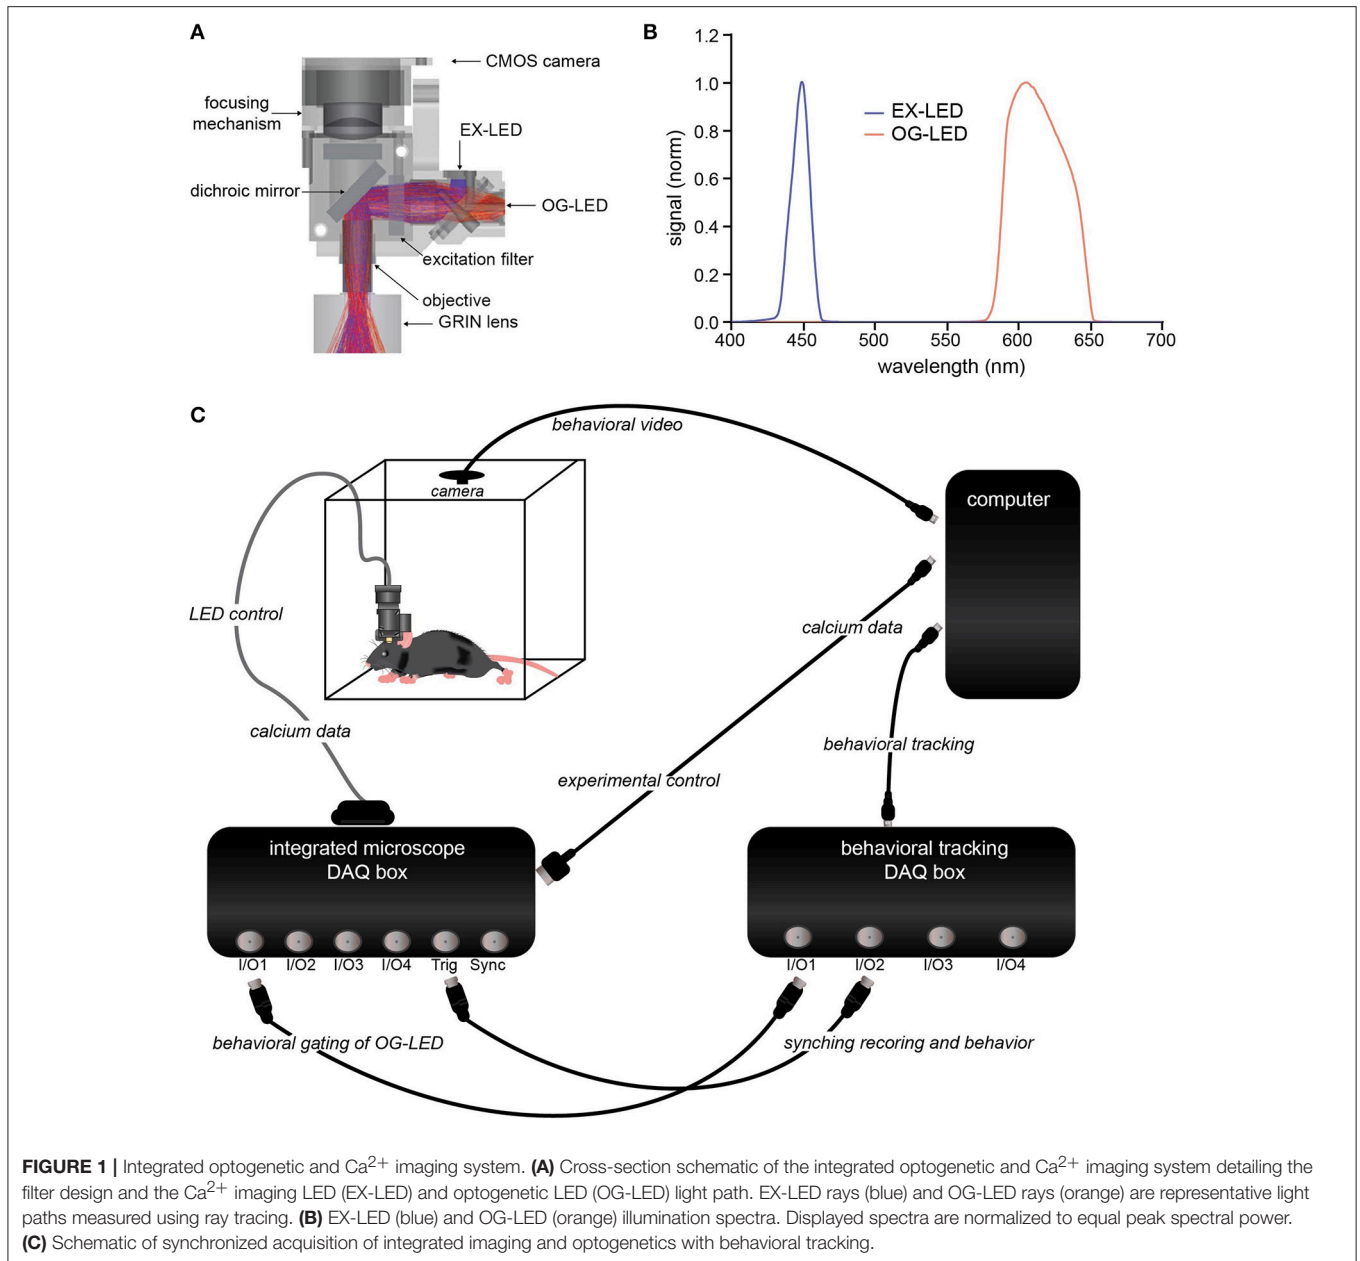 A
CMOS camera
focusing
mechanism
EX-LED
dichroic mirror
OG-LED
excitation filter
objective
GRIN lens
B
1.2
1.0
0.8
0.6
0.4
0.2
0.0
signal (norm)
EX-LED
OG-LED
400
450
500
550
600
650
700
wavelength (nm)
C
behavioral video
camera
computer
LED control
calcium data
calcium data
behavioral tracking
experimental control
integrated microscope
DAQ box
behavioral tracking
DAQ box
I/O1 I/O2 I/O3 I/O4 Trig Sync
I/O1 I/O2 I/O3 I/O4
behavioral gating of OG-LED
synching recoring and behavior
FIGURE 1 | Integrated optogenetic and Ca²⁺ imaging system. (A) Cross-section schematic of the integrated optogenetic and Ca²⁺ imaging system detailing the
filter design and the Ca²⁺ imaging LED (EX-LED) and optogenetic LED (OG-LED) light path. EX-LED rays (blue) and OG-LED rays (orange) are representative light
paths measured using ray tracing. (B) EX-LED (blue) and OG-LED (orange) illumination spectra. Displayed spectra are normalized to equal peak spectral power.
(C) Schematic of synchronized acquisition of integrated imaging and optogenetics with behavioral tracking.